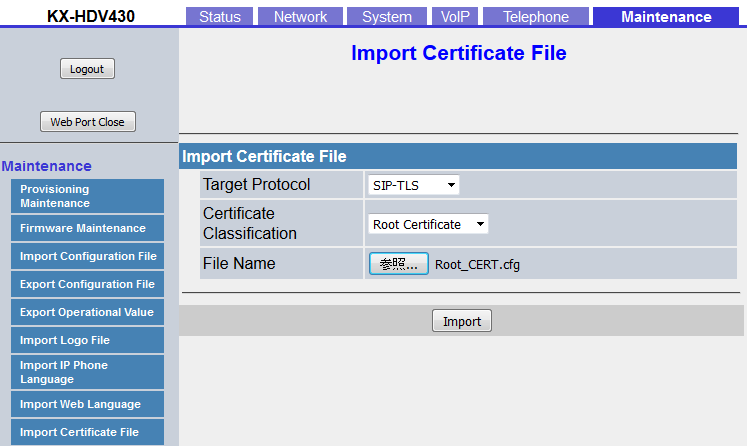 KX-HDV430
Status
Network
System
VoIP
Telephone
Maintenance
Logout
Web Port Close
Maintenance
Provisioning
Maintenance
Firmware Maintenance
Import Configuration File
Export Configuration File
Export Operational Value
Import Logo File
Import IP Phone
Language
Import Web Language
Import Certificate File
Import Certificate File
Import Certificate File
Target Protocol
SIP-TLS
Certificate
Classification
Root Certificate
File Name
参照...
Root_CERT.cfg
Import